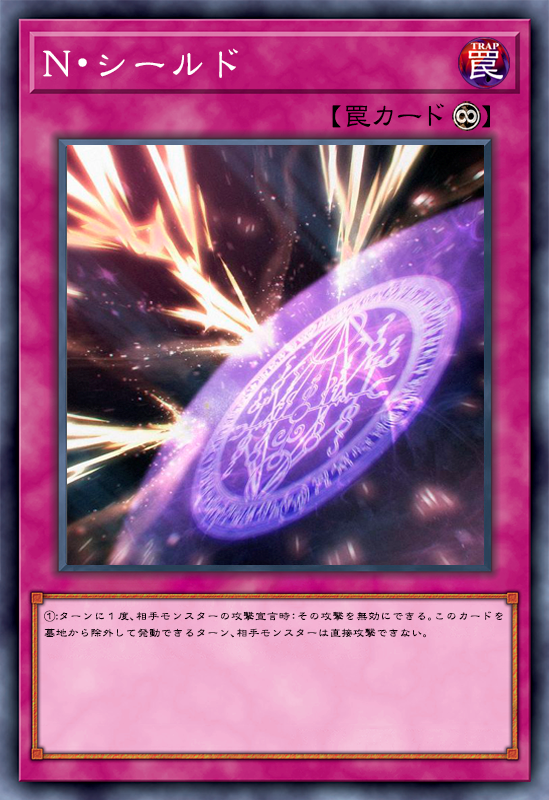 N・シールド
TRAP
罠
【罠カード♾】
①:ターンに1度、相手モンスターの攻撃宣言時:その攻撃を無効にできる。このカードを
墓地から除外して発動できるターン、相手モンスターは直接攻撃できない。